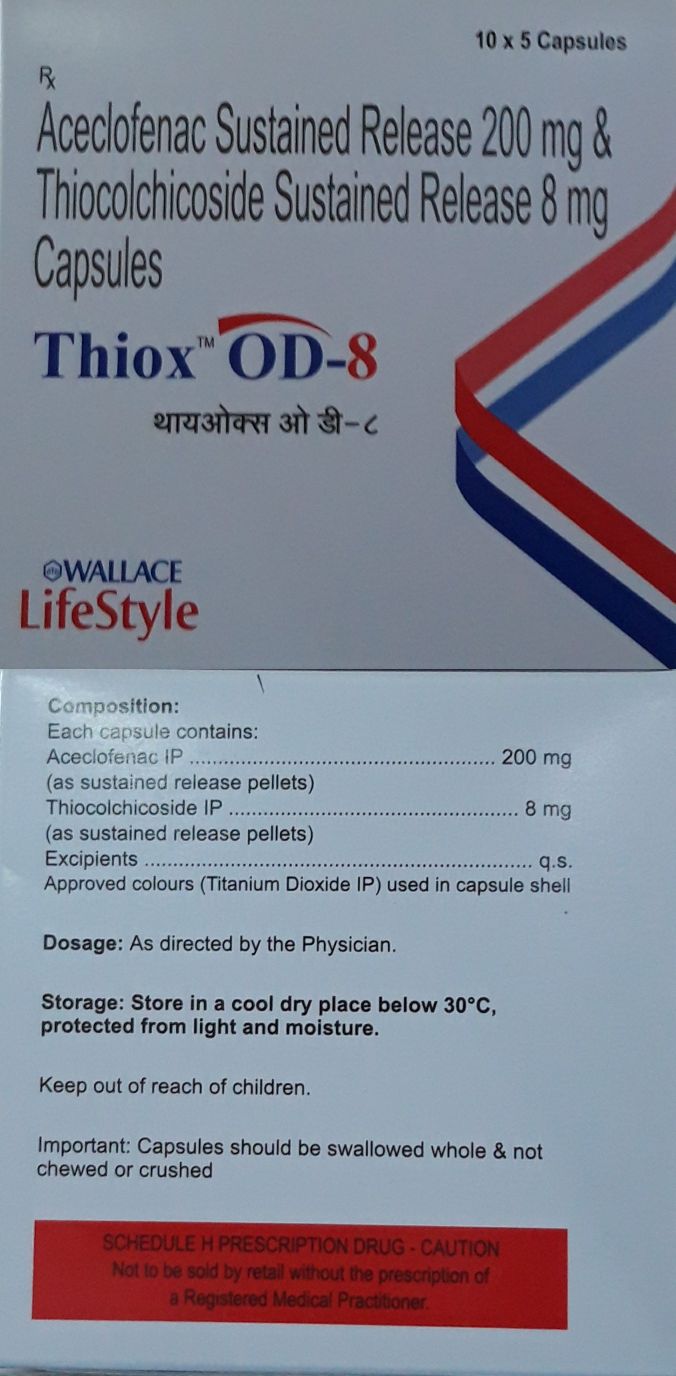 10 x 5 Capsules
Rx
Aceclofenac Sustained Release 200 mg &
Thiocolchicoside Sustained Release 8 mg
Capsules
Thiox™ OD-8
थायओक्स ओ डी-८
WALLACE
LifeStyle
Composition:
Each capsule contains:
Aceclofenac IP ...................................................... 200 mg
(as sustained release pellets)
Thiocolchicoside IP ................................................... 8 mg
(as sustained release pellets)
Excipients .................................................................... q.s.
Approved colours (Titanium Dioxide IP) used in capsule shell
Dosage: As directed by the Physician.
Storage: Store in a cool dry place below 30°C,
protected from light and moisture.
Keep out of reach of children.
Important: Capsules should be swallowed whole & not
chewed or crushed
SCHEDULE H PRESCRIPTION DRUG - CAUTION
Not to be sold by retail without the prescription of
a Registered Medical Practitioner.